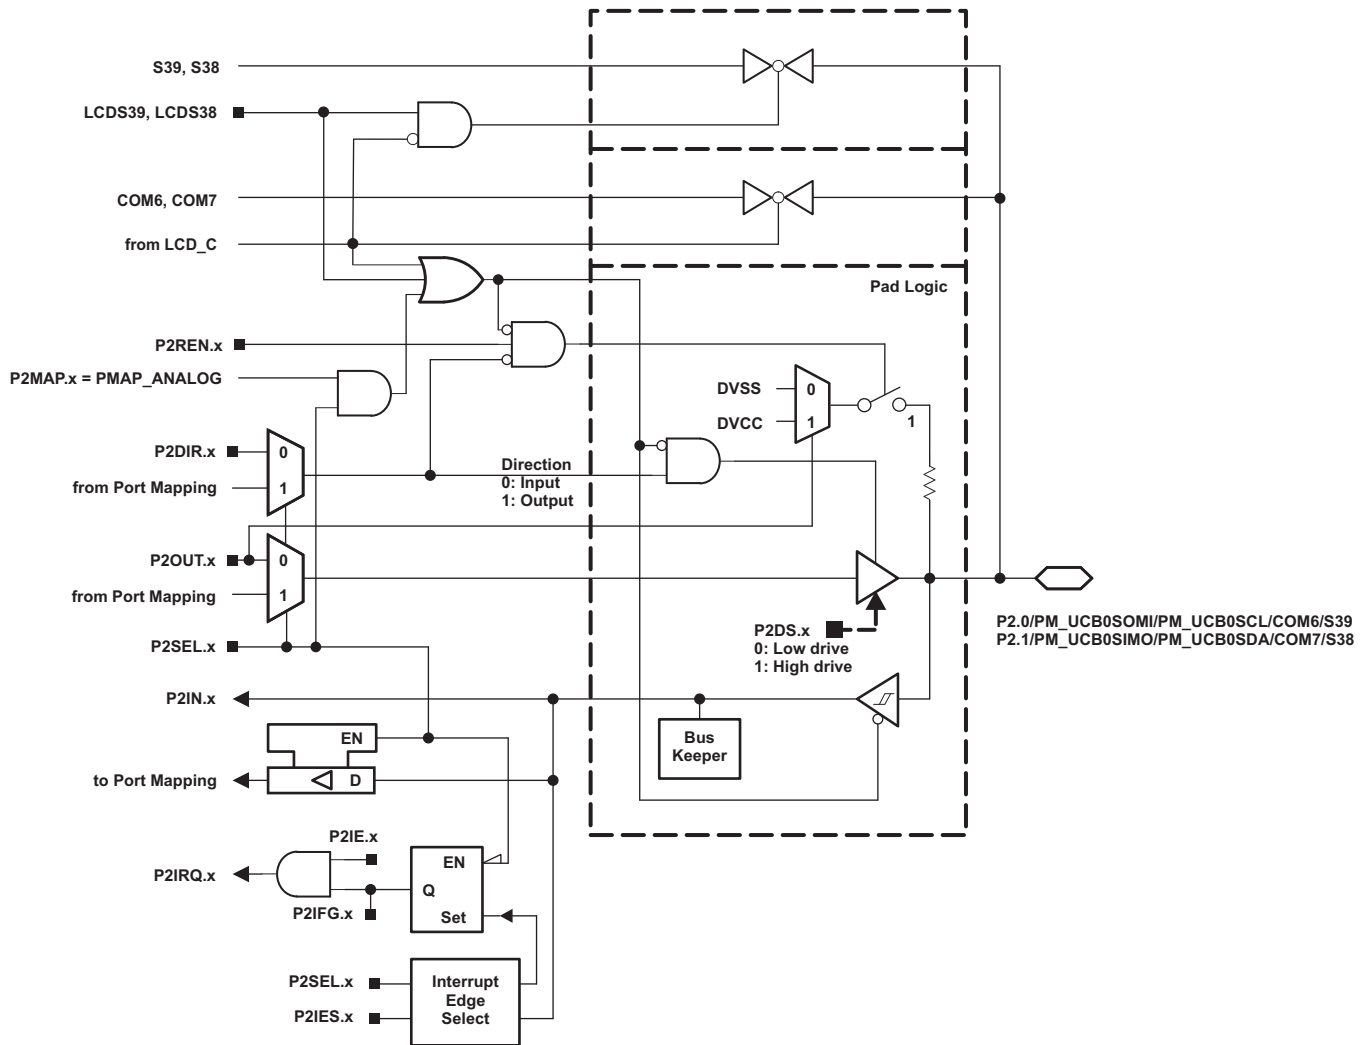 S39, S38
LCDS39, LCDS38
COM6, COM7
from LCD_C
Pad Logic
P2REN.x
P2MAP.x = PMAP_ANALOG
DVSS
0
DVCC
1
1
P2DIR.x
0
from Port Mapping
1
Direction
0: Input
1: Output
P2OUT.x
0
from Port Mapping
1
P2SEL.x
P2DS.x
0: Low drive
1: High drive
P2.0/PM_UCB0SOMI/PM_UCB0SCL/COM6/S39
P2.1/PM_UCB0SIMO/PM_UCB0SDA/COM7/S38
P2IN.x
Bus
Keeper
EN
to Port Mapping
D
P2IE.x
P2IRQ.x
EN
Q
P2IFG.x
Set
P2SEL.x
P2IES.x
Interrupt
Edge
Select